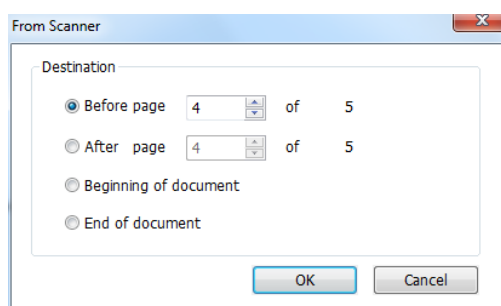 From Scanner
Destination
Before page 4 of 5
After page 4 of 5
Beginning of document
End of document
OK Cancel